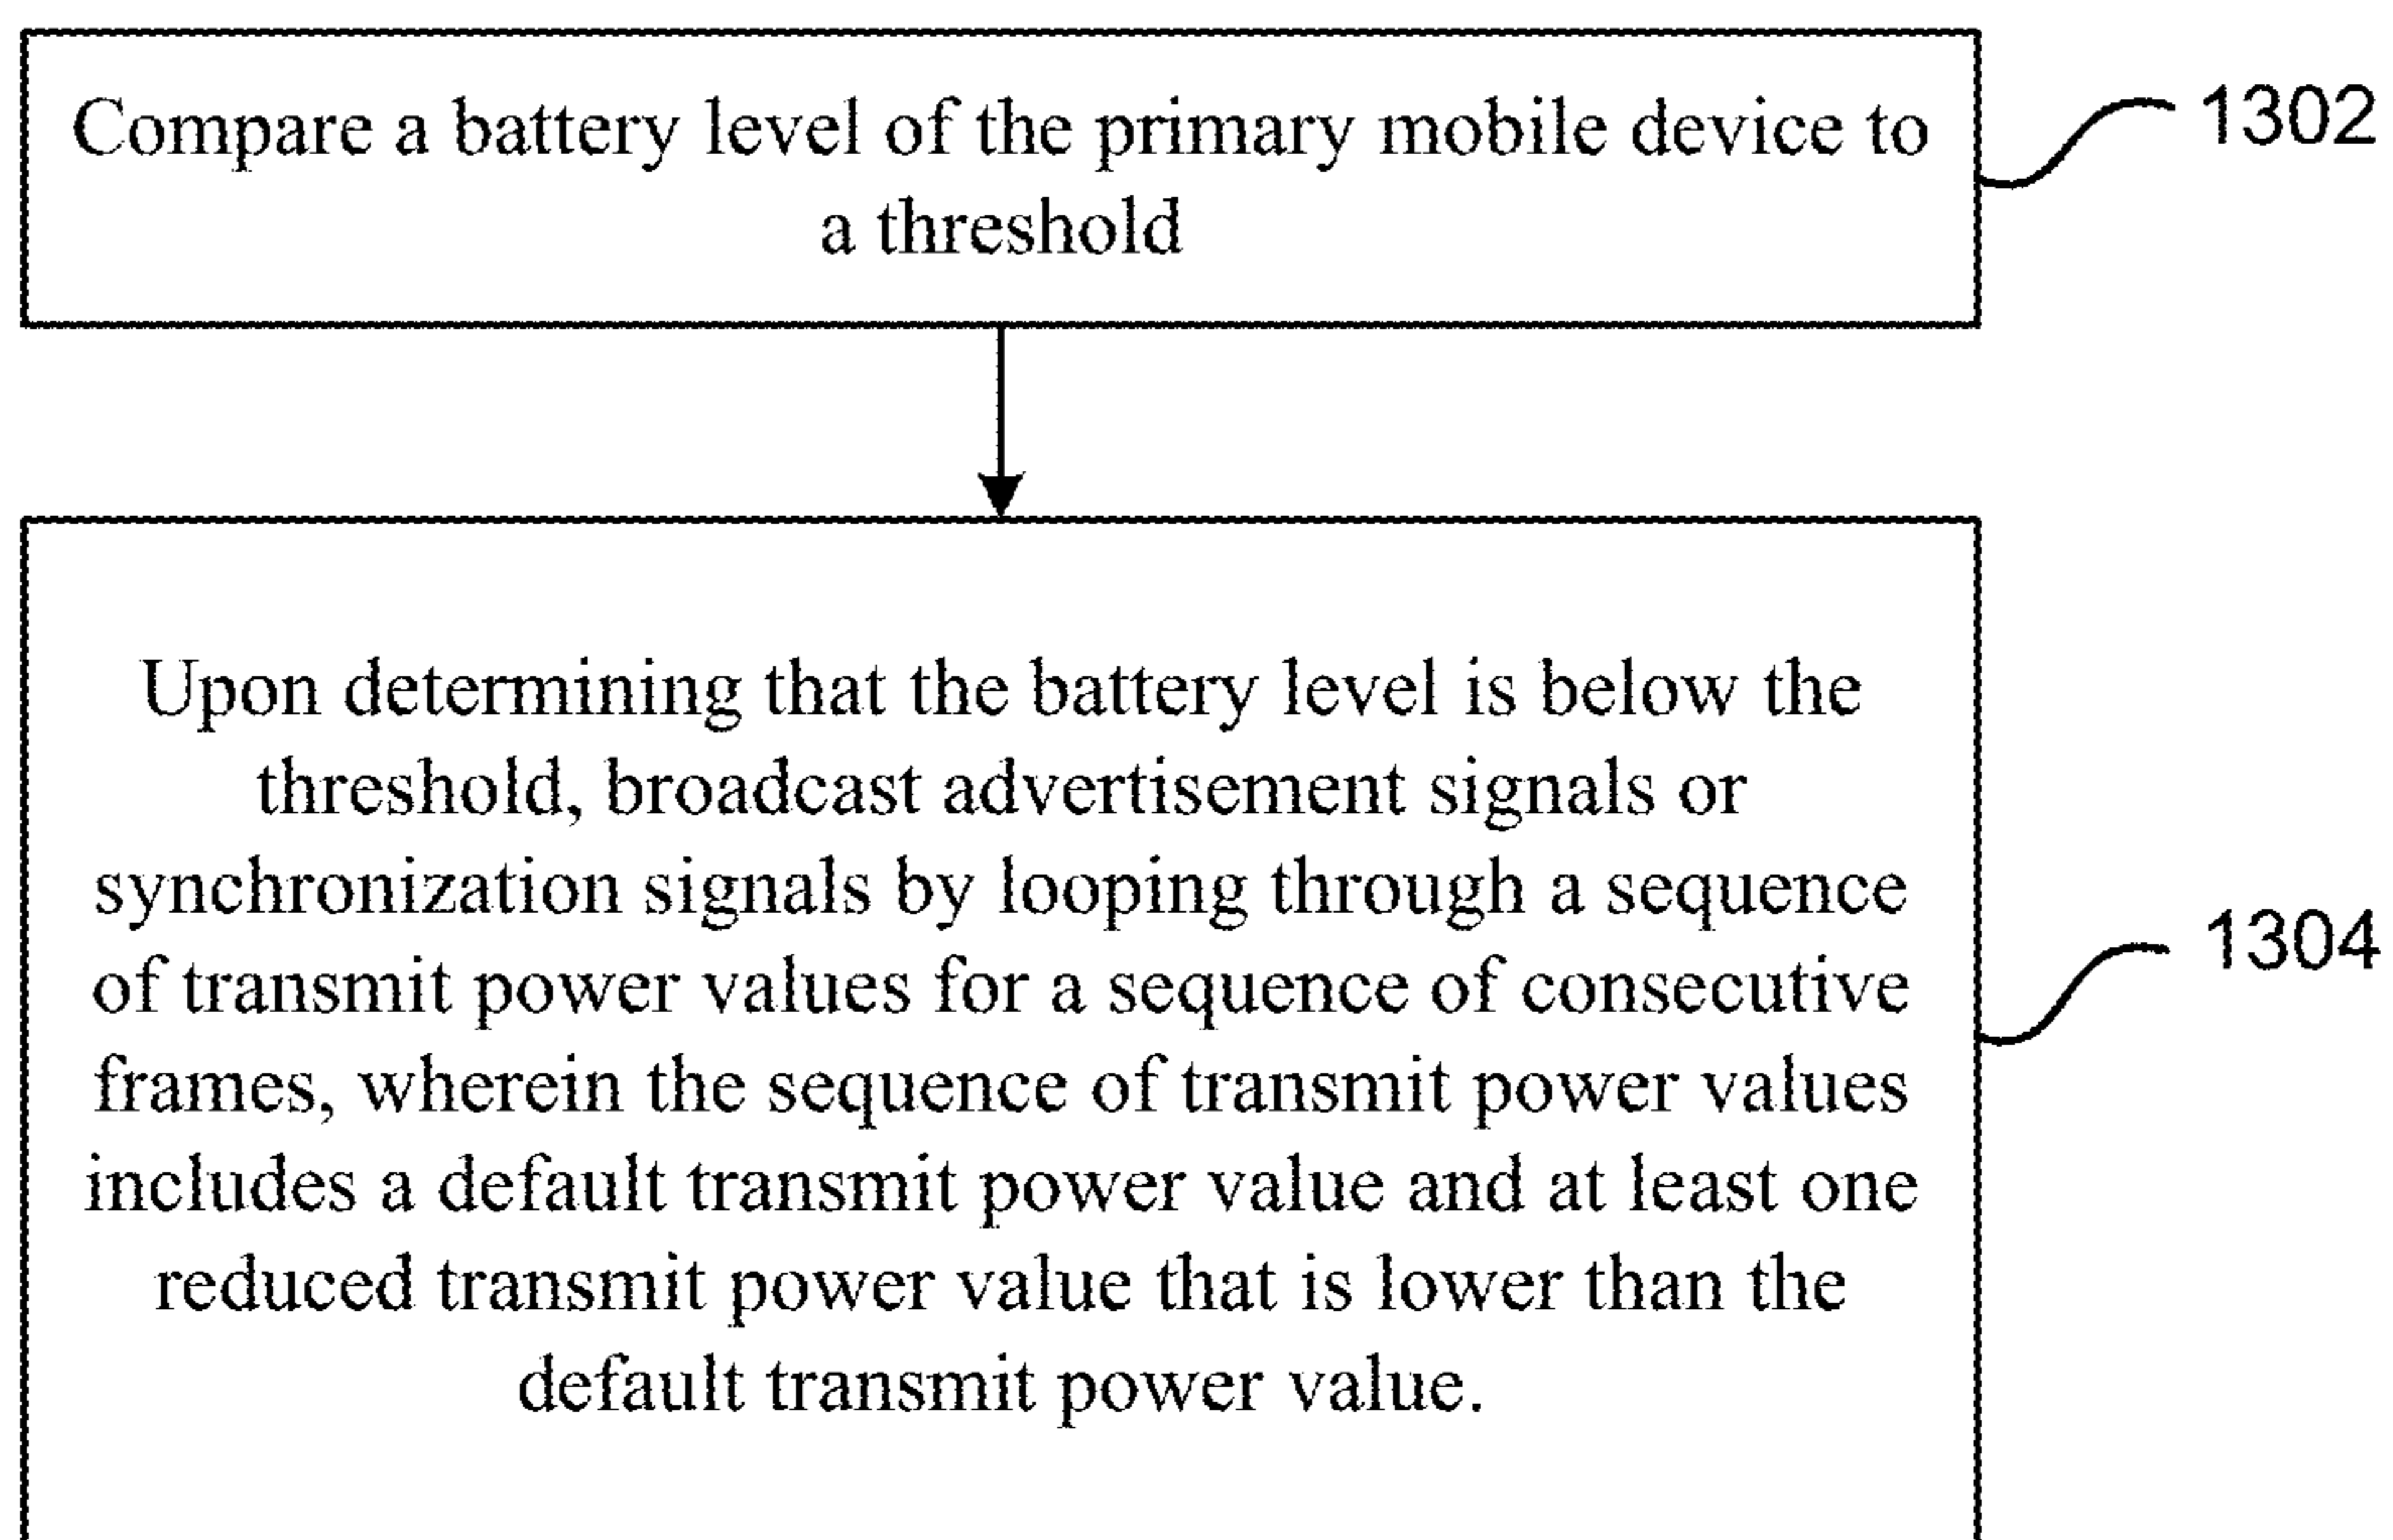 Compare a battery level of the primary mobile device to
a threshold
1302
Upon determining that the battery level is below the
threshold, broadcast advertisement signals or
synchronization signals by looping through a sequence
of transmit power values for a sequence of consecutive
frames, wherein the sequence of transmit power values
includes a default transmit power value and at least one
reduced transmit power value that is lower than the
default transmit power value.
1304